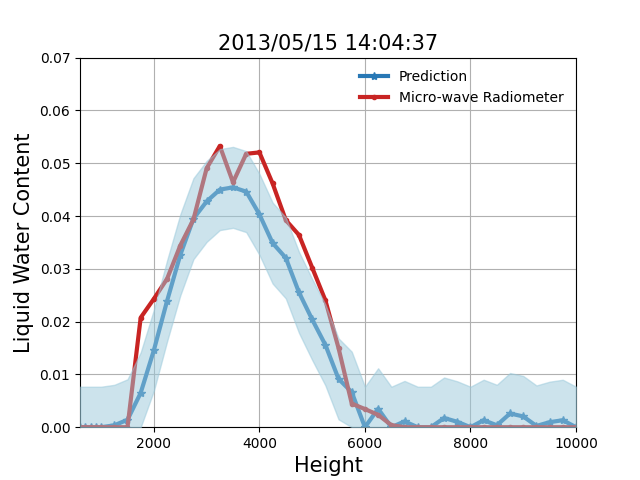 2013/05/15 14:04:37
Prediction
Micro-wave Radiometer
Liquid Water Content
0.07
0.06
0.05
0.04
0.03
0.02
0.01
0.00
2000 4000 6000 8000 10000
Height